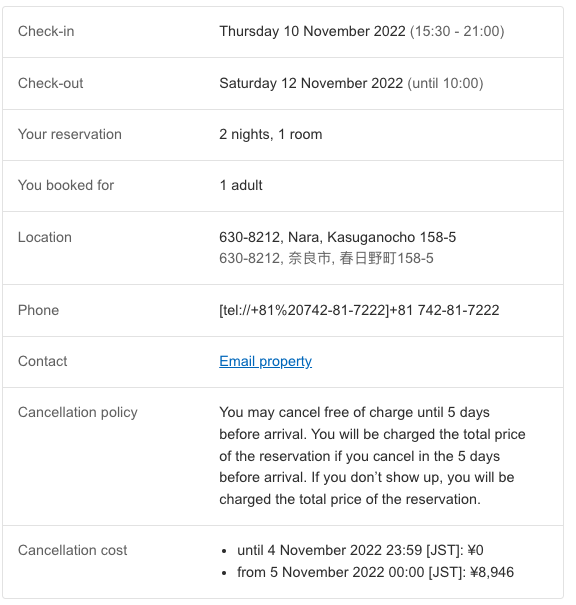 Check-in
Thursday 10 November 2022 (15:30 - 21:00)
Check-out
Saturday 12 November 2022 (until 10:00)
Your reservation
2 nights, 1 room
You booked for
1 adult
Location
630-8212, Nara, Kasuganocho 158-5
630-8212, 奈良市, 春日野町158-5
Phone
[tel://+81%20742-81-7222]+81 742-81-7222
Contact
Email property
Cancellation policy
You may cancel free of charge until 5 days
before arrival. You will be charged the total price
of the reservation if you cancel in the 5 days
before arrival. If you don’t show up, you will be
charged the total price of the reservation.
Cancellation cost
• until 4 November 2022 23:59 [JST]: ¥0
• from 5 November 2022 00:00 [JST]: ¥8,946